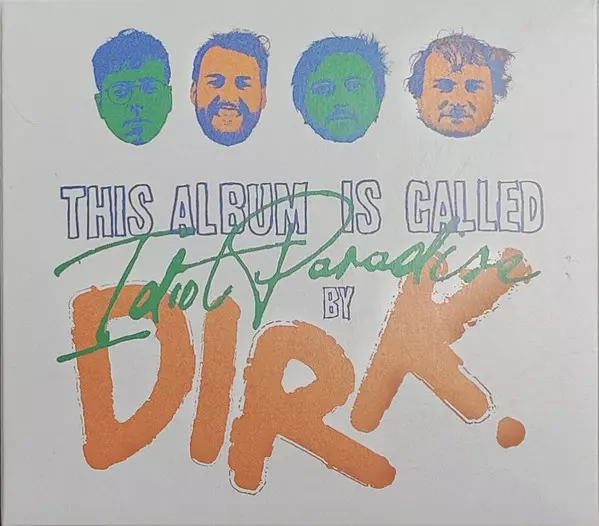 THIS ALBUM IS CALLED
Idiot Paradise
BY
DIRK.